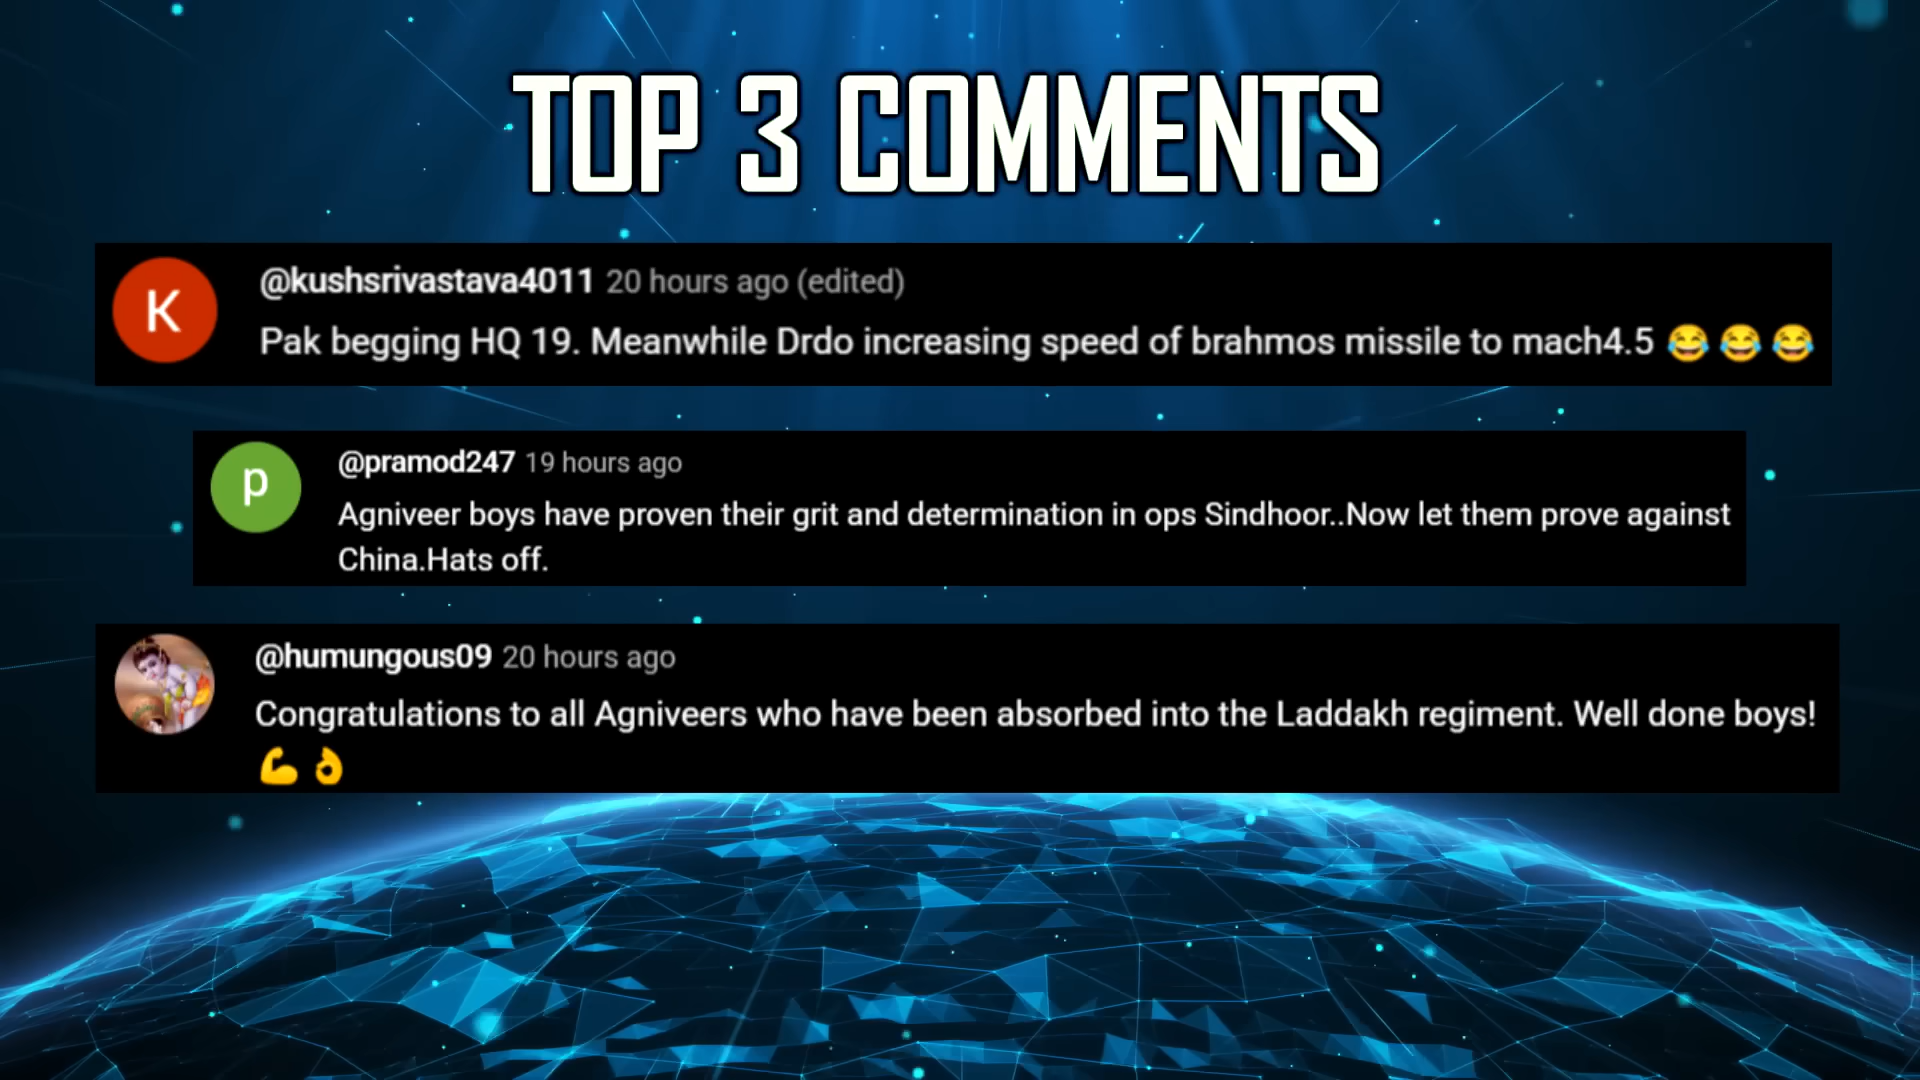 TOP 3 COMMENTS
K
@kushsrivastava4011 20 hours ago (edited)
Pak begging HQ 19. Meanwhile Drdo increasing speed of brahmos missile to mach4.5 😂 😂 😂
p
@pramod247 19 hours ago
Agniveer boys have proven their grit and determination in ops Sindhoor..Now let them prove against
China.Hats off.
@humungous09 20 hours ago
Congratulations to all Agniveers who have been absorbed into the Laddakh regiment. Well done boys!
💪 👌